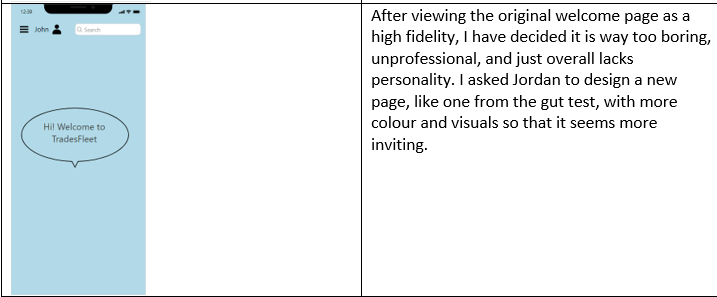 12:30
John
Search
Hi! Welcome to
TradesFleet
After viewing the original welcome page as a
high fidelity, I have decided it is way too boring,
unprofessional, and just overall lacks
personality. I asked Jordan to design a new
page, like one from the gut test, with more
colour and visuals so that it seems more
inviting.